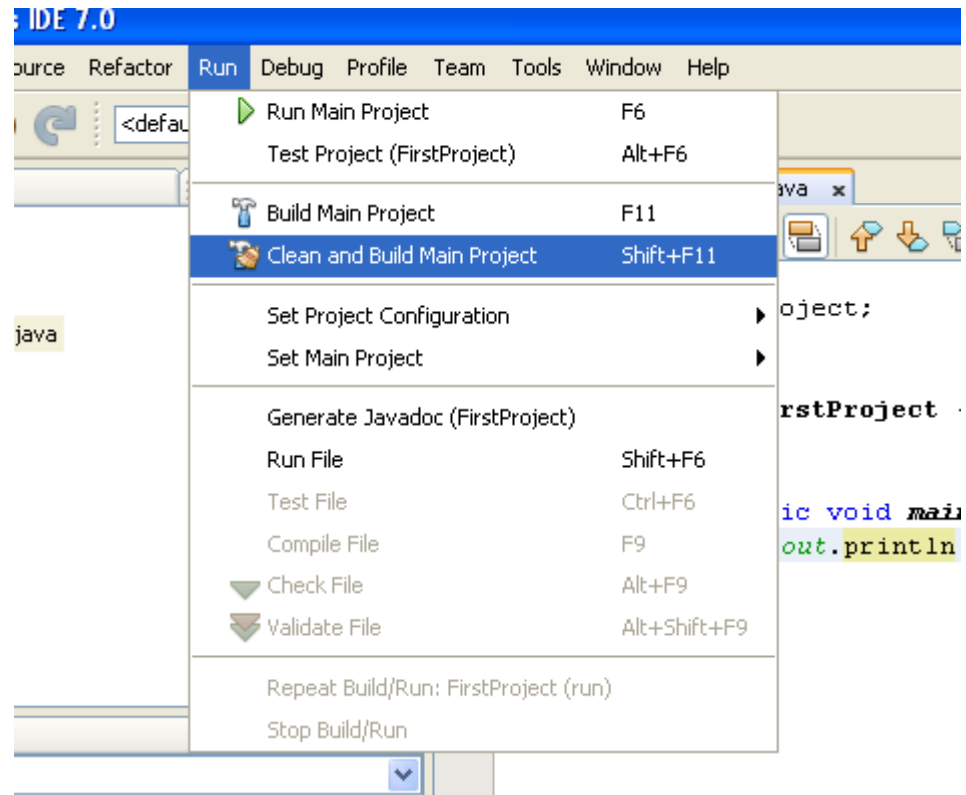 IDE 7.0
ource Refactor Run Debug Profile Team Tools Window Help
<defau
Run Main Project F6
Test Project (FirstProject) Alt+F6
ava x
Build Main Project F11
Clean and Build Main Project Shift+F11
Set Project Configuration
oject;
java
Set Main Project
rstProject
Generate Javadoc (FirstProject)
Run File Shift+F6
Test File Ctrl+F6
ic void main
Compile File F9
out.println
Check File Alt+F9
Validate File Alt+Shift+F9
Repeat Build/Run: FirstProject (run)
Stop Build/Run